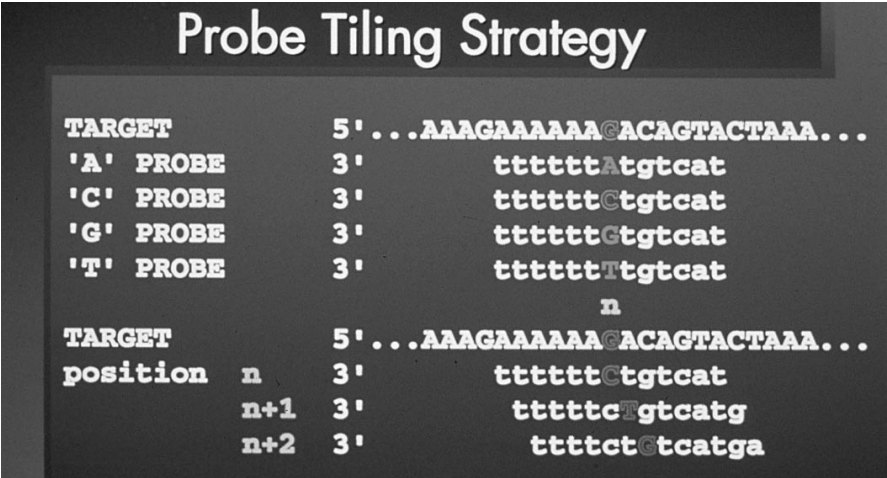 Probe Tiling Strategy
TARGET 5'...AAAGAAAAAAGACAGTACTAAA...
'A' PROBE 3' ttttttAtgtcat
'C' PROBE 3' ttttttCtgtcat
'G' PROBE 3' ttttttGtgtcat
'T' PROBE 3' ttttttTtgtcat
n
TARGET 5'...AAAGAAAAAAGACAGTACTAAA...
position n 3' ttttttCtgtcat
n+1 3' tttttcTgtcatg
n+2 3' ttttctGtcatga